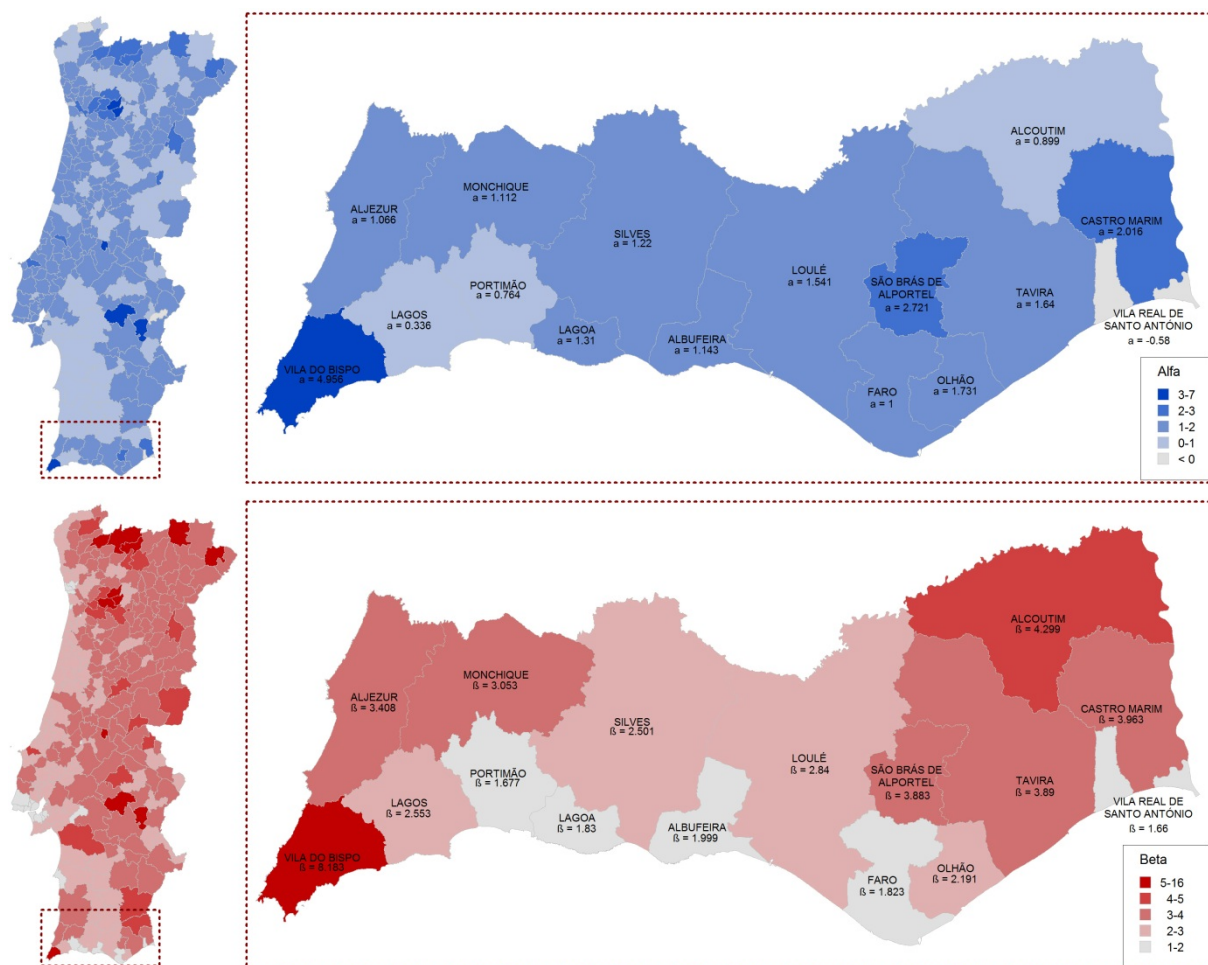 ALCOUTIM
a = 0.899
MONCHIQUE
a = 1.112
ALJEZUR
a = 1.066
CASTRO MARIM
a = 2.016
SILVES
a = 1.22
LOULÉ
a = 1.541
SÃO BRÁS DE
ALPORTEL
a = 2.721
PORTIMÃO
a = 0.764
TAVIRA
a = 1.64
LAGOS
a = 0.336
LAGOA
a = 1.31
ALBUFEIRA
a = 1.143
VILA REAL DE
SANTO ANTÓNIO
a = -0.58
VILA DO BISPO
a = 4.956
FARO
a = 1
OLHÃO
a = 1.731
Alfa
3-7
2-3
1-2
0-1
< 0
ALCOUTIM
ß = 4.299
MONCHIQUE
ß = 3.053
ALJEZUR
ß = 3.408
CASTRO MARIM
ß = 3.963
SILVES
ß = 2.501
LOULÉ
ß = 2.84
SÃO BRÁS DE
ALPORTEL
ß = 3.883
PORTIMÃO
ß = 1.677
TAVIRA
ß = 3.89
LAGOS
ß = 2.553
LAGOA
ß = 1.83
ALBUFEIRA
ß = 1.999
VILA REAL DE
SANTO ANTÓNIO
ß = 1.66
VILA DO BISPO
ß = 8.183
FARO
ß = 1.823
OLHÃO
ß = 2.191
Beta
5-16
4-5
3-4
2-3
1-2